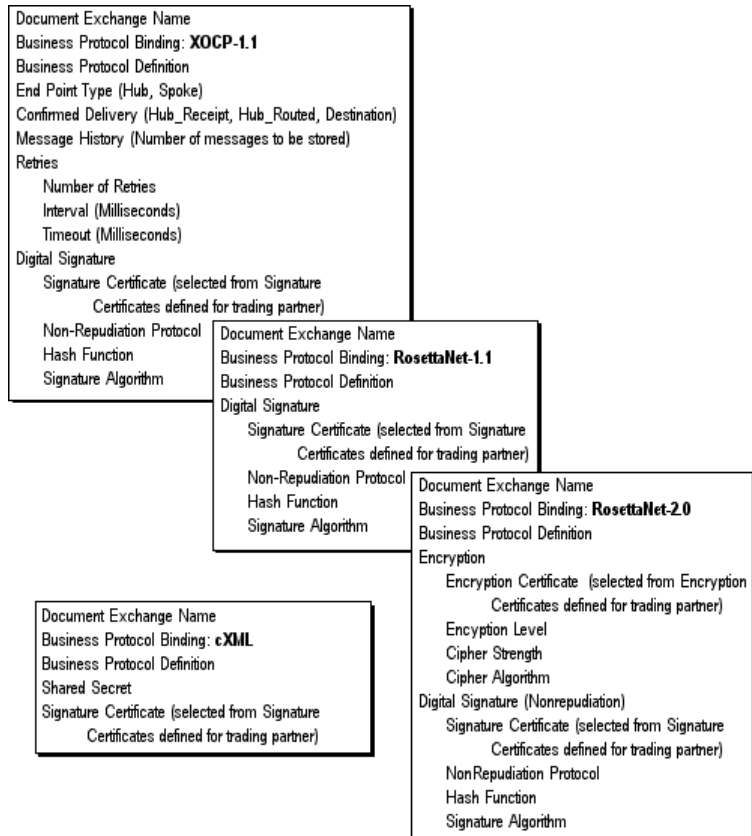 Document Exchange Name
Business Protocol Binding: XOCP-1.1
Business Protocol Definition
End Point Type (Hub, Spoke)
Confirmed Delivery (Hub_Receipt, Hub_Routed, Destination)
Message History (Number of messages to be stored)
Retries
Number of Retries
Interval (Milliseconds)
Timeout (Milliseconds)
Digital Signature
Signature Certificate (selected from Signature
Certificates defined for trading partner)
Non-Repudiation Protocol
Hash Function
Signature Algorithm
Document Exchange Name
Business Protocol Binding: RosettaNet-1.1
Business Protocol Definition
Digital Signature
Signature Certificate (selected from Signature
Certificates defined for trading partner)
Non-Repudiation Protocol
Hash Function
Signature Algorithm
Document Exchange Name
Business Protocol Binding: RosettaNet-2.0
Business Protocol Definition
Encryption
Encryption Certificate (selected from Encryption
Certificates defined for trading partner)
Encyption Level
Cipher Strength
Cipher Algorithm
Digital Signature (Nonrepudiation)
Signature Certificate (selected from Signature
Certificates defined for trading partner)
NonRepudiation Protocol
Hash Function
Signature Algorithm
Document Exchange Name
Business Protocol Binding: cXML
Business Protocol Definition
Shared Secret
Signature Certificate (selected from Signature
Certificates defined for trading partner)